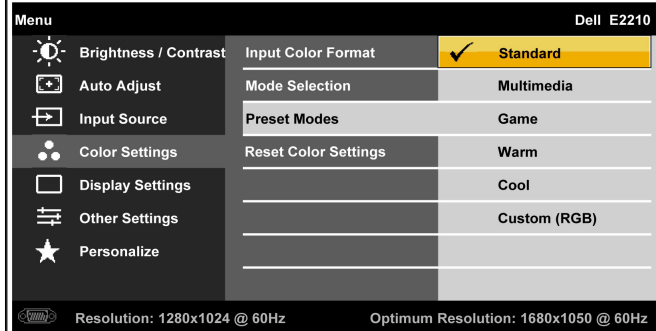 Menu Dell E2210
Brightness / Contrast Input Color Format Standard
Auto Adjust Mode Selection Multimedia
Input Source Preset Modes Game
Color Settings Reset Color Settings Warm
Display Settings Cool
Other Settings Custom (RGB)
Personalize
Resolution: 1280x1024 @ 60Hz Optimum Resolution: 1680x1050 @ 60Hz